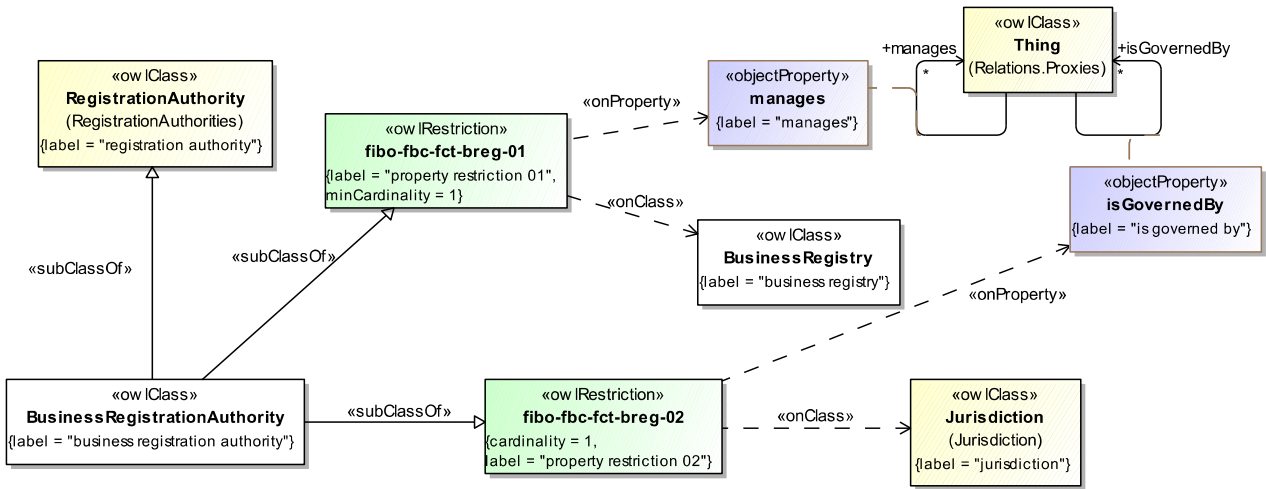 «owlClass»
RegistrationAuthority
(RegistrationAuthorities)
{label = "registration authority"}
«owlRestriction»
fibo-fbc-fct-breg-01
{label = "property restriction 01",
minCardinality = 1}
«onProperty»
«objectProperty»
manages
{label = "manages"}
+manages
*
«owlClass»
Thing
(Relations.Proxies)
+isGovernedBy
*
«objectProperty»
isGovernedBy
{label = "is governed by"}
«onClass»
«owlClass»
BusinessRegistry
{label = "business registry"}
«subClassOf»
«subClassOf»
«onProperty»
«owlClass»
BusinessRegistrationAuthority
{label = "business registration authority"}
«subClassOf»
«owlRestriction»
fibo-fbc-fct-breg-02
{cardinality = 1,
label = "property restriction 02"}
«onClass»
«owlClass»
Jurisdiction
(Jurisdiction)
{label = "jurisdiction"}